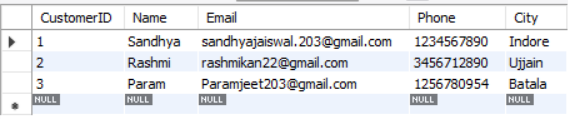 CustomerID Name Email Phone City
1 Sandhya sandhyajaiswal.203@gmail.com 1234567890 Indore
2 Rashmi rashmikan22@gmail.com 3456712890 Ujjain
3 Param Paramjeet203@gmail.com 1256780954 Batala
NULL NULL NULL NULL NULL